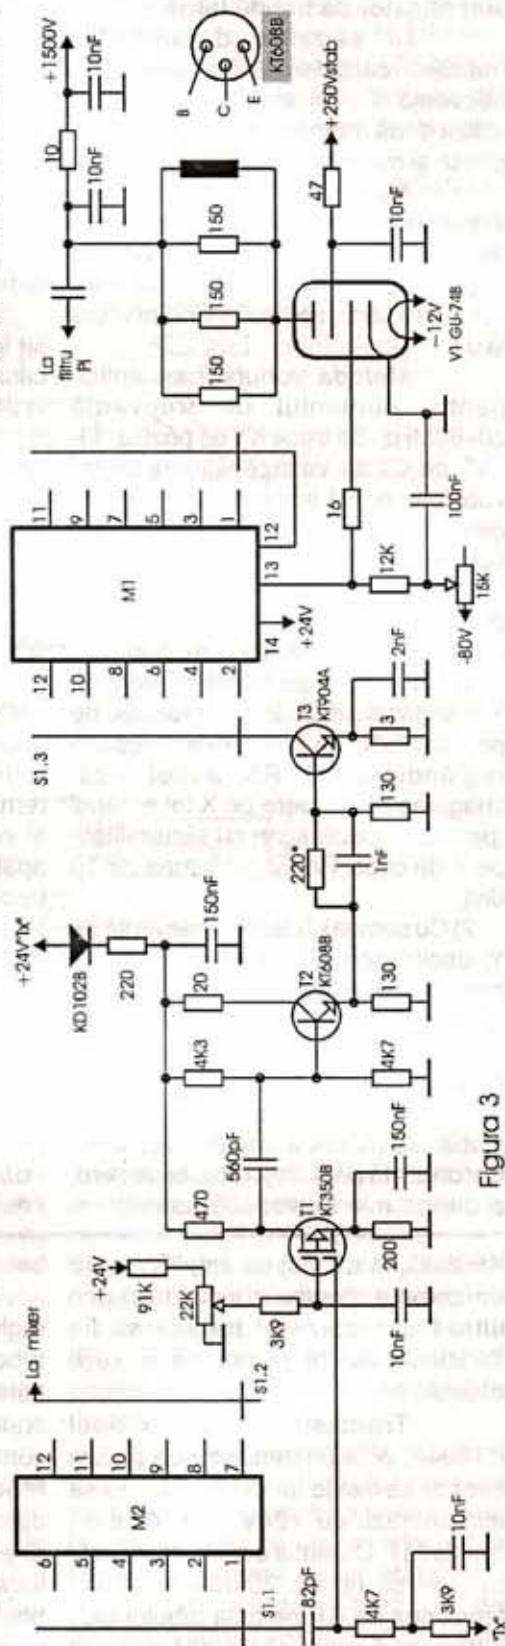 La mixer
M2
12
11
10
9
8
7
6
5
4
3
2
1
S1.1
S1.2
82pF
4K7
3K9
10nF
"Tx"
+24V
91K
22K
3K9
10nF
T1
KП350B
200
150nF
470
560pF
4K3
4K7
+24V"Tx"
KD102B
220
150nF
20
T2
KT608B
130
1nF
220*
130
T3
KT904A
3
2nF
S1.3
M1
12
10
8
6
4
2
11
9
7
5
3
1
14
13
12
+24V
16
12K
100nF
15K
-80V
La
filtru
Pi
10nF
10
10nF
+1500V
150
150
150
47
+250Vstab
10nF
~12V
V1 GU-74B
B
C
E
KT608B
Figura 3